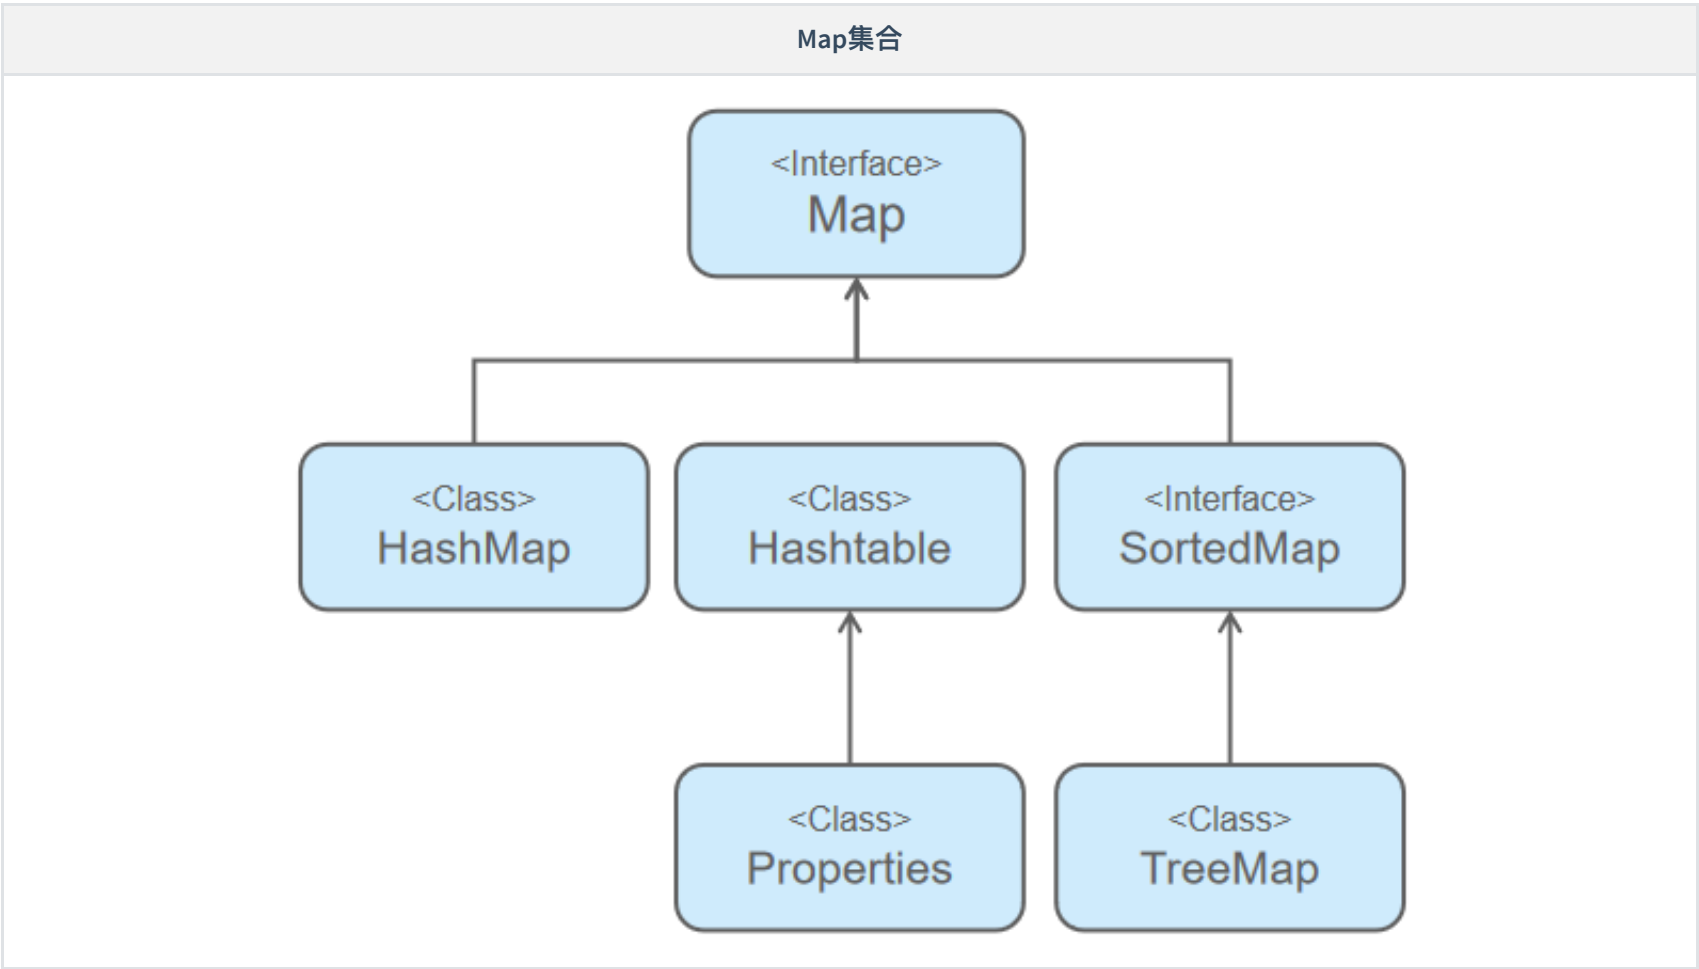 Map集合
<Interface>
Map
<Class>
HashMap
<Class>
Hashtable
<Interface>
SortedMap
<Class>
Properties
<Class>
TreeMap